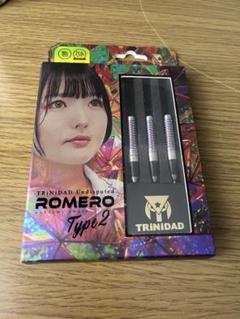 TRiNiDAD Undisputed
ROMERO
Type2
TRiNiDAD